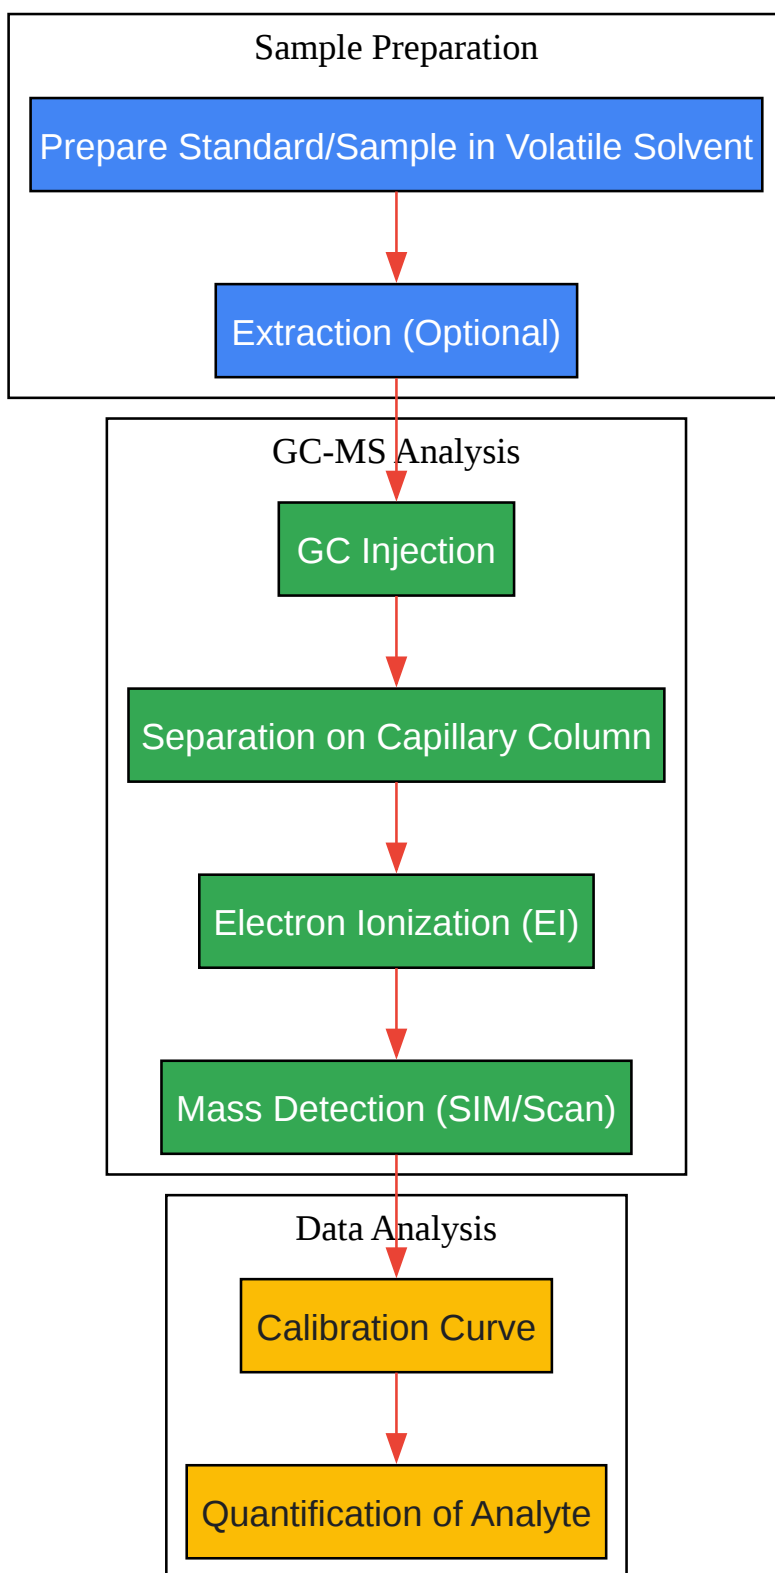 Sample Preparation
Prepare Standard/Sample in Volatile Solvent
Extraction (Optional)
GC-MS Analysis
GC Injection
Separation on Capillary Column
Electron Ionization (EI)
Mass Detection (SIM/Scan)
Data Analysis
Calibration Curve
Quantification of Analyte